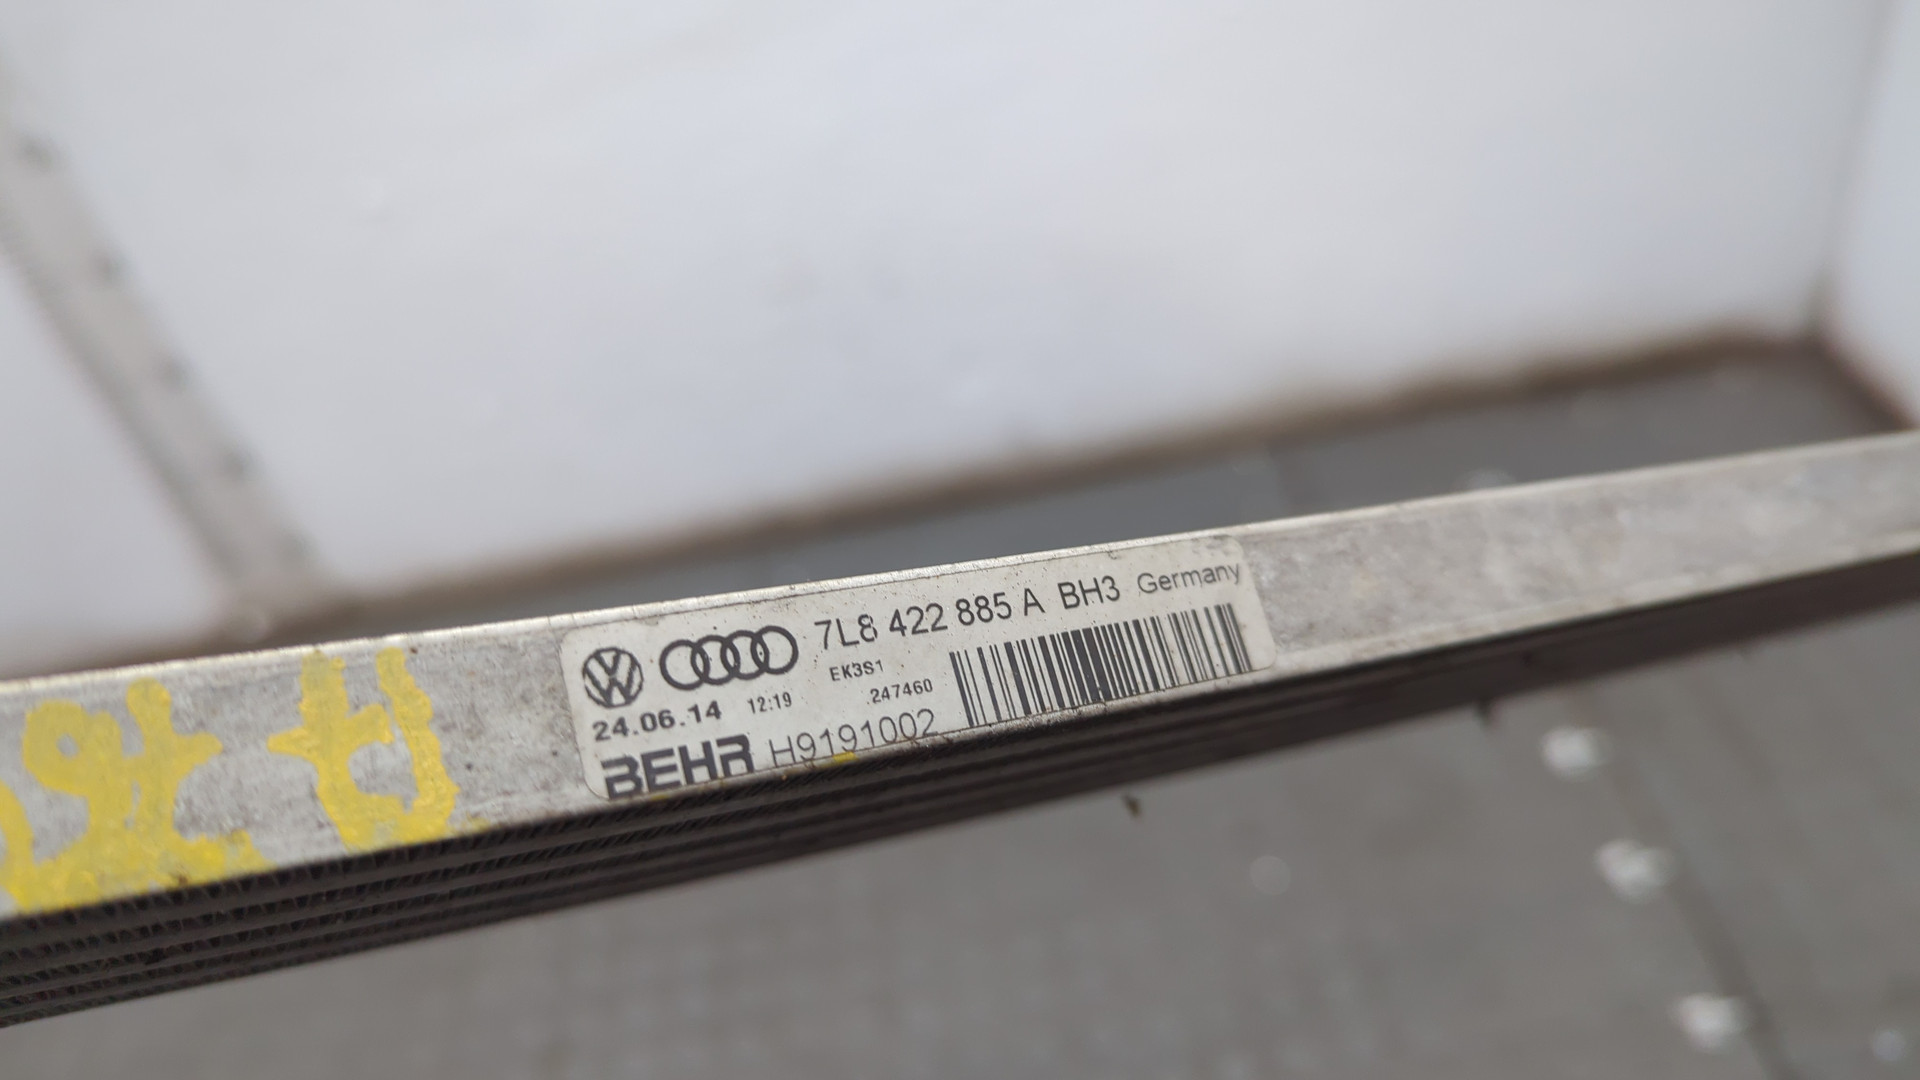 7L8 422 885 A BH3 Germany
EK3S1
24.06.14 12:19 .247460
BEHR H9191002